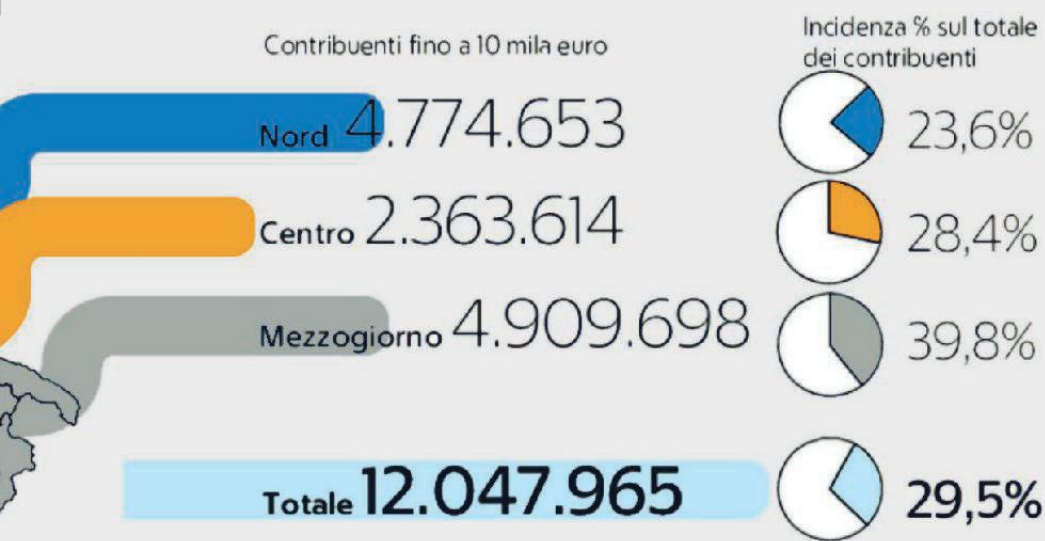 Contribuenti fino a 10 mila euro
Incidenza % sul totale
dei contribuenti
Nord 4.774.653 23,6%
Centro 2.363.614 28,4%
Mezzogiorno 4.909.698 39,8%
Totale 12.047.965 29,5%